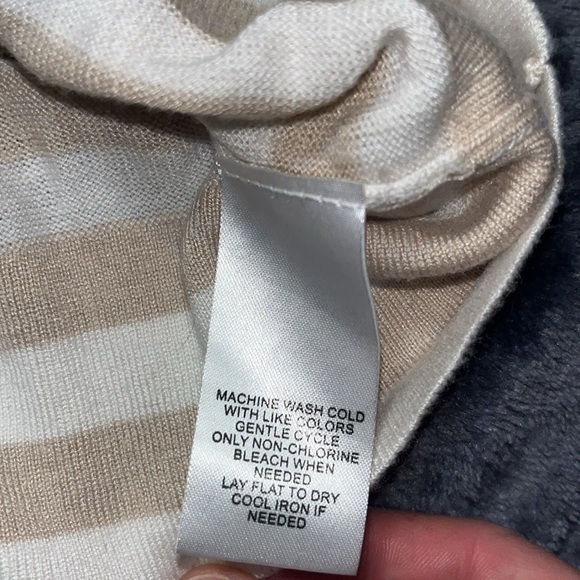 MACHINE WASH COLD
WITH LIKE COLORS
GENTLE CYCLE
ONLY NON-CHLORINE
BLEACH WHEN
NEEDED
LAY FLAT TO DRY
COOL IRON IF
NEEDED